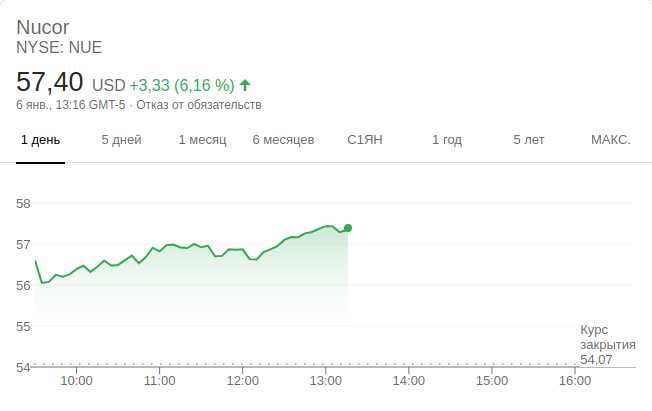 Nucor
NYSE: NUE
57,40 USD +3,33 (6,16 %)
6 янв., 13:16 GMT-5 · Отказ от обязательств
1 день 5 дней 1 месяц 6 месяцев С1ЯН 1 год 5 лет МАКС.
58
57
56
55
Курс
закрытия
54,07
54
10:00 11:00 12:00 13:00 14:00 15:00 16:00